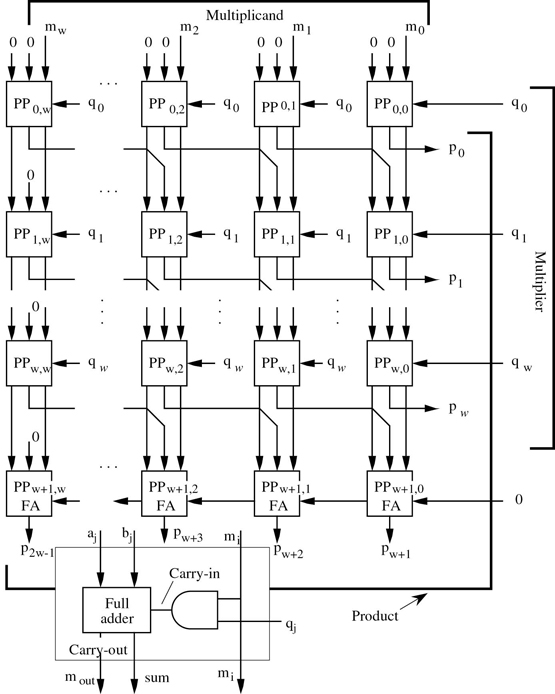 Multiplicand
0 0 m_w 0 0 m_2 0 0 m_1 0 0 m_0
PP_0,w q_0 PP_0,2 q_0 PP_0,1 q_0 PP_0,0 q_0
. . .
p_0
0
. . .
PP_1,w q_1 PP_1,2 q_1 PP_1,1 q_1 PP_1,0 q_1
p_1
Multiplier
0
PP_w,w q_w PP_w,2 q_w PP_w,1 q_w PP_w,0 q_w
p_w
0
. . .
PP_w+1,w PP_w+1,2 PP_w+1,1 PP_w+1,0 0
FA FA FA FA
p_2w-1 p_w+3 p_w+2 p_w+1
a_j b_j m_i
Carry-in
Full
adder
q_j
Product
Carry-out
m_out sum m_i